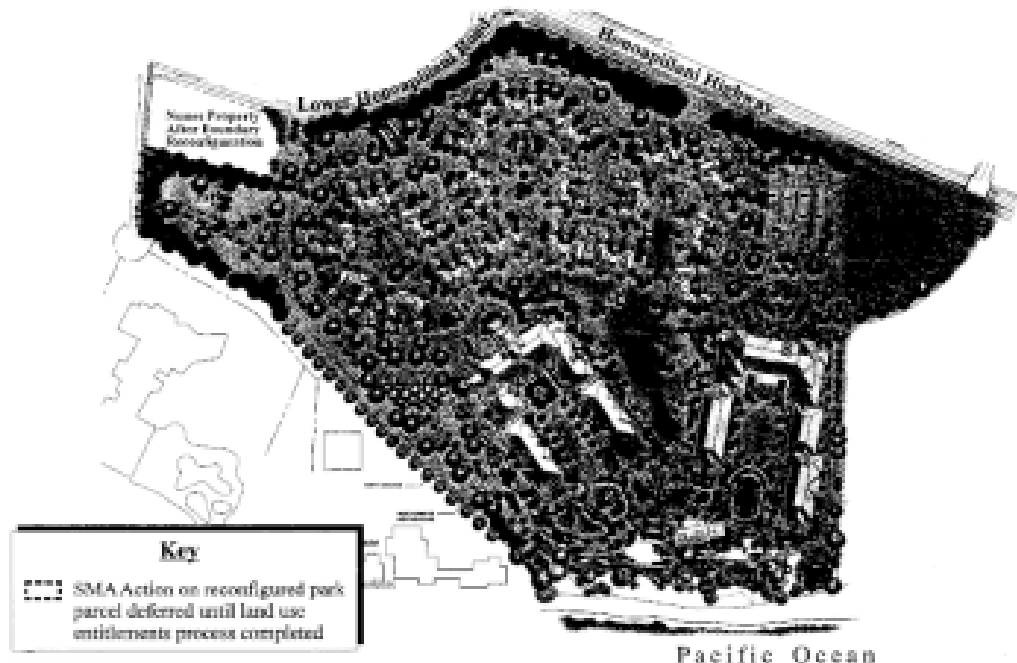 Honoapiilani Highway
Lower Honoapiilani Road
Nunes Property
After Boundary
Reconfiguration
Key
SMA Action on reconfigured park
parcel deferred until land use
entitlements process completed
Pacific Ocean